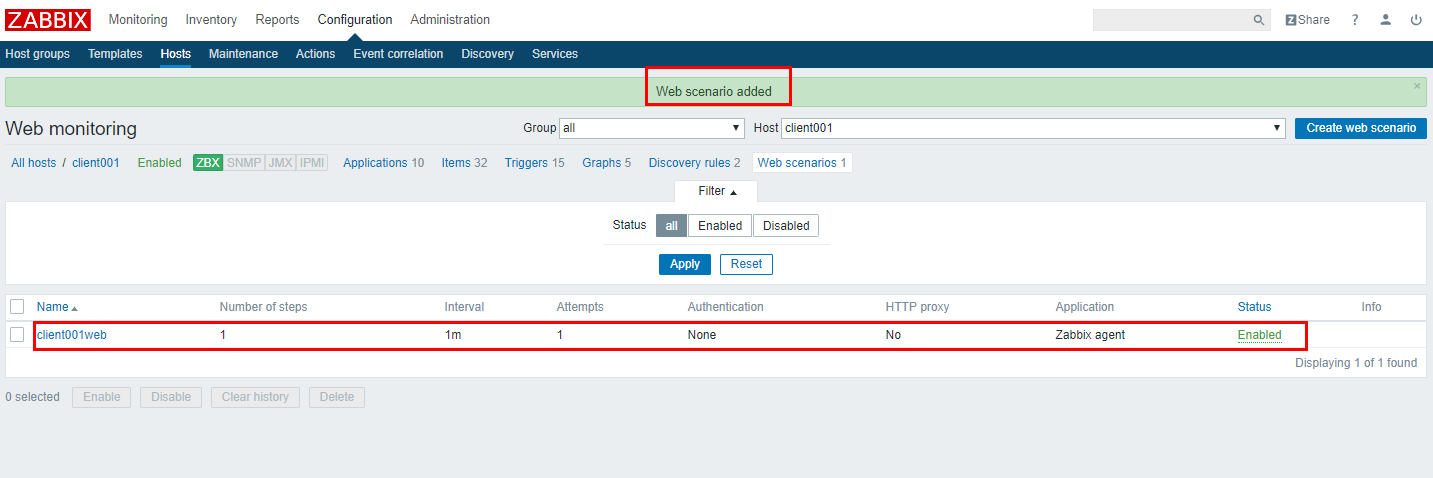 ZABBIX Monitoring Inventory Reports Configuration Administration Z Share ?
Host groups Templates Hosts Maintenance Actions Event correlation Discovery Services
Web scenario added ×
Web monitoring Group all Host client001 Create web scenario
All hosts / client001 Enabled ZBX SNMP JMX IPMI Applications 10 Items 32 Triggers 15 Graphs 5 Discovery rules 2 Web scenarios 1
Filter
Status all Enabled Disabled
Apply Reset
Name Number of steps Interval Attempts Authentication HTTP proxy Application Status Info
client001web 1 1m 1 None No Zabbix agent Enabled
Displaying 1 of 1 found
0 selected Enable Disable Clear history Delete